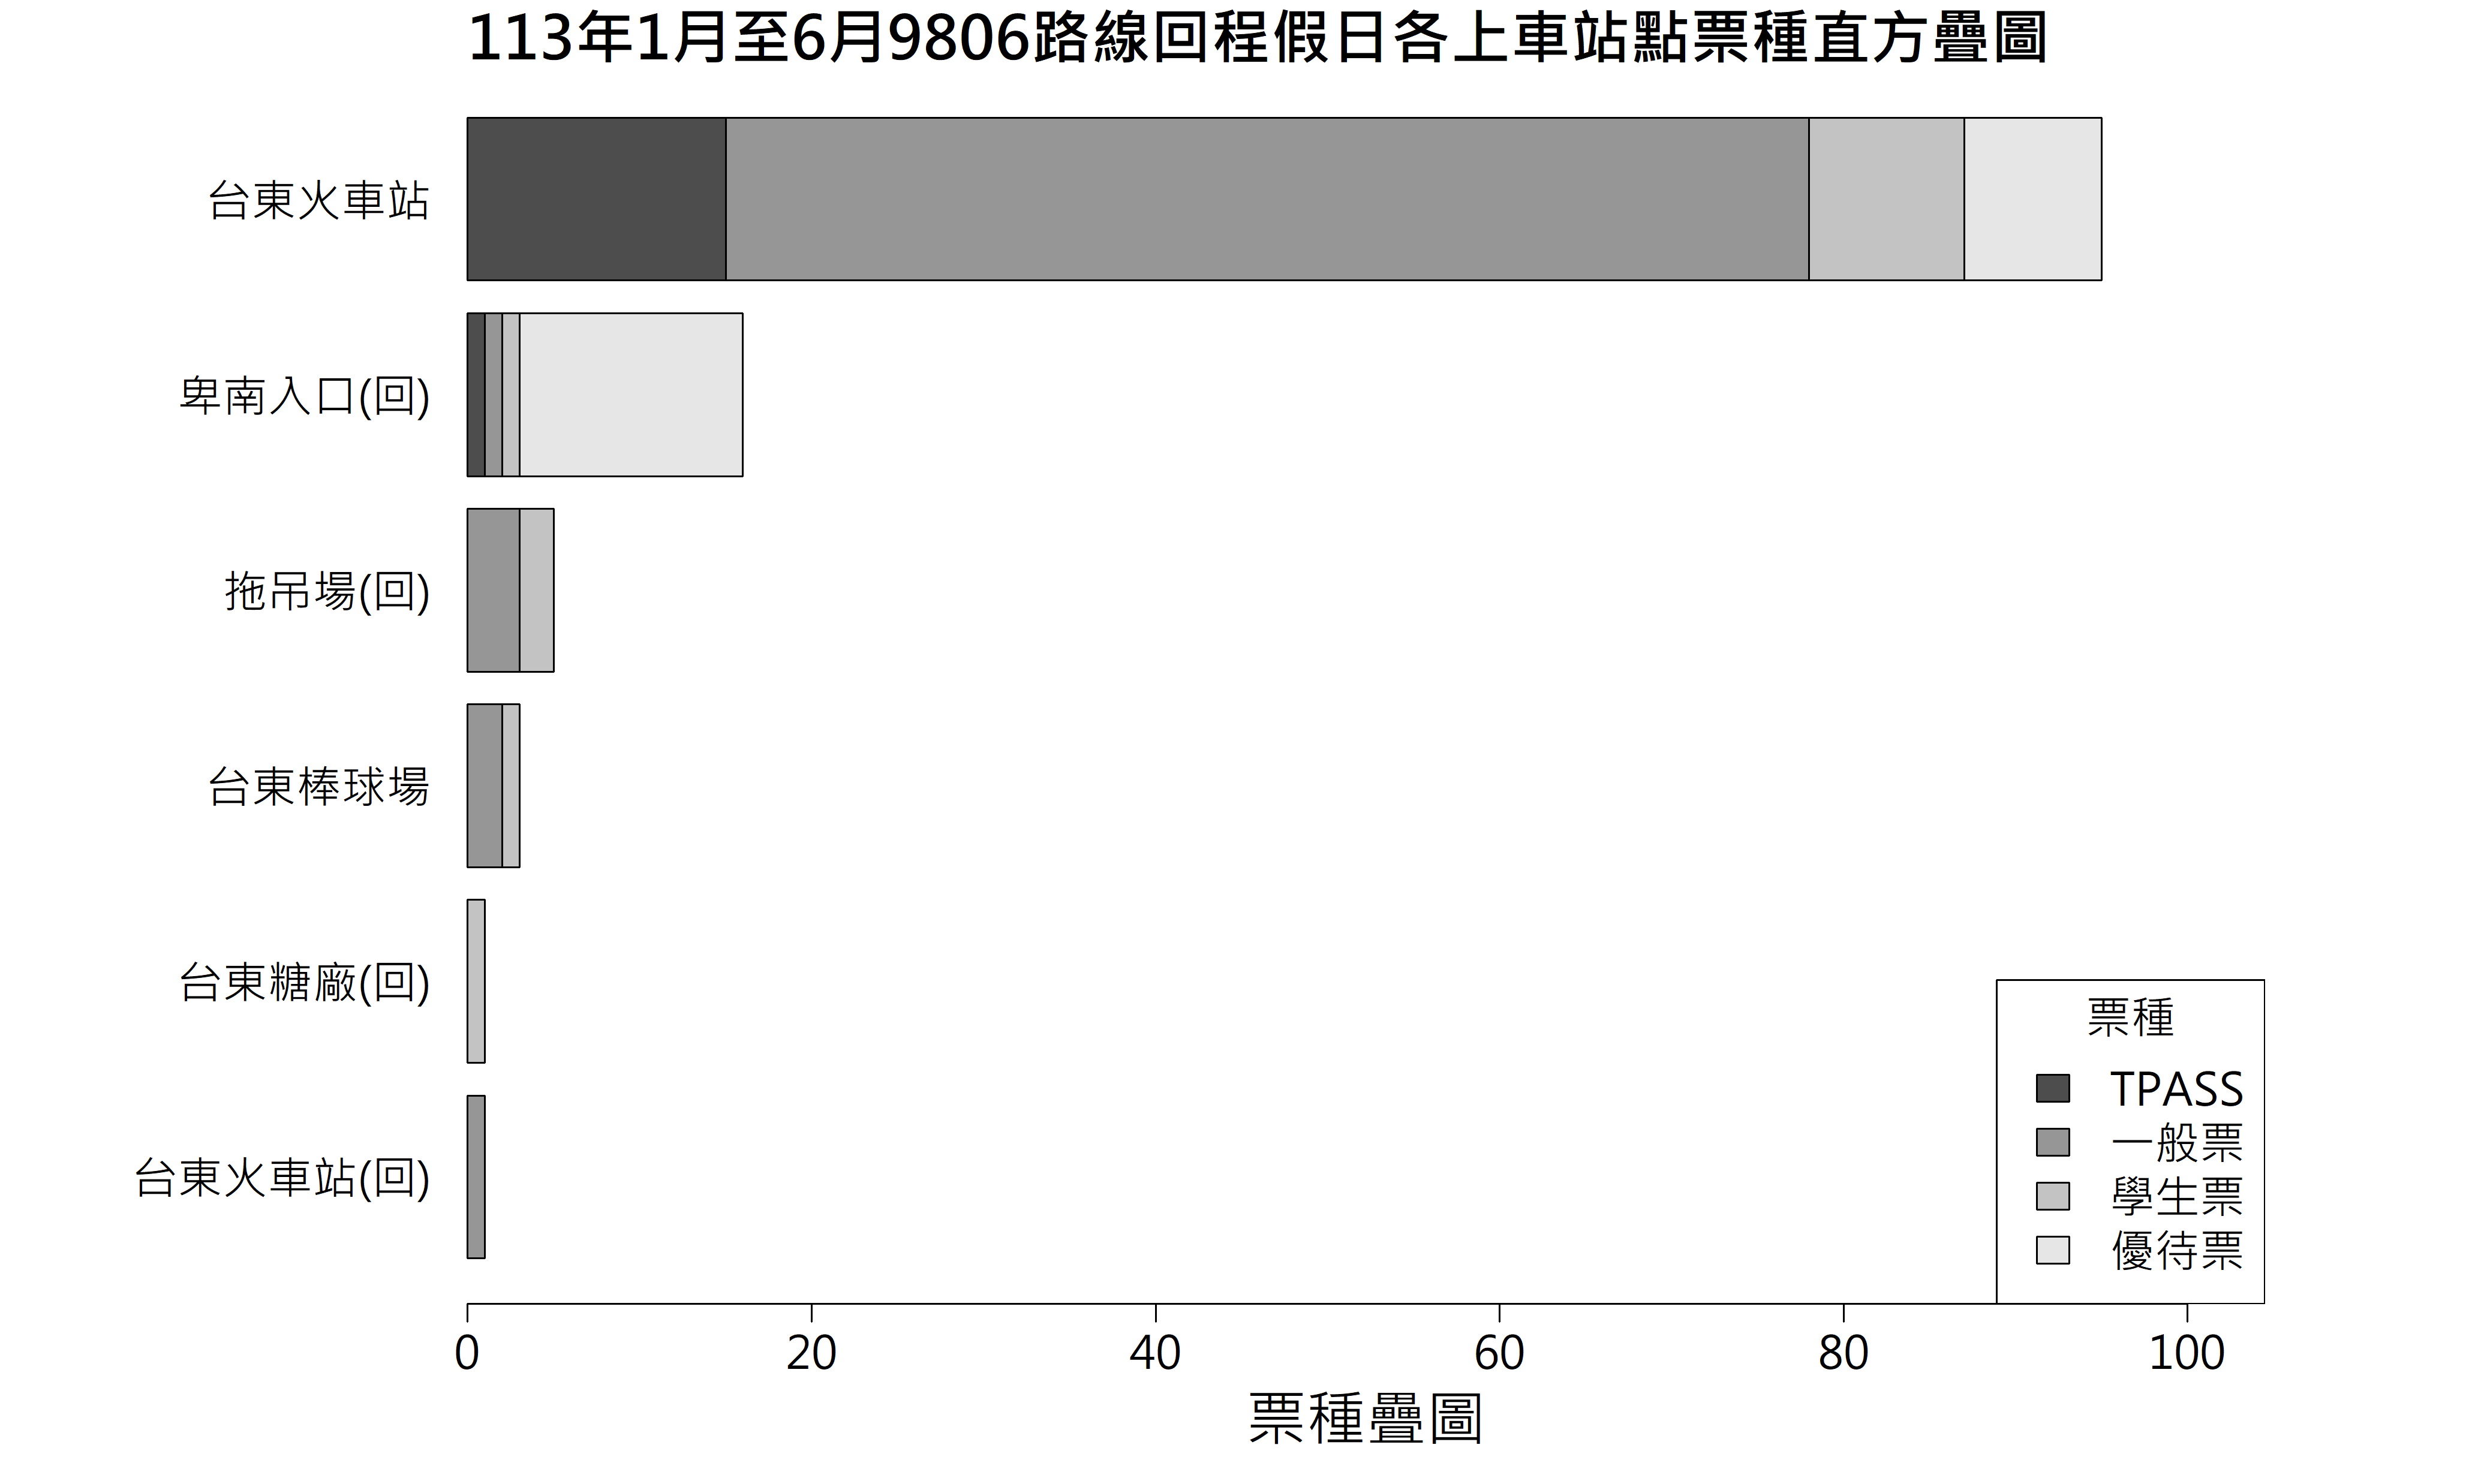 113年1月至6月9806路線回程假日各上車站點票種直方疊圖
台東火車站
卑南入口(回)
拖吊場(回)
台東棒球場
台東糖廠(回)
台東火車站(回)
票種
TPASS
一般票
學生票
優待票
0 20 40 60 80 100
票種疊圖